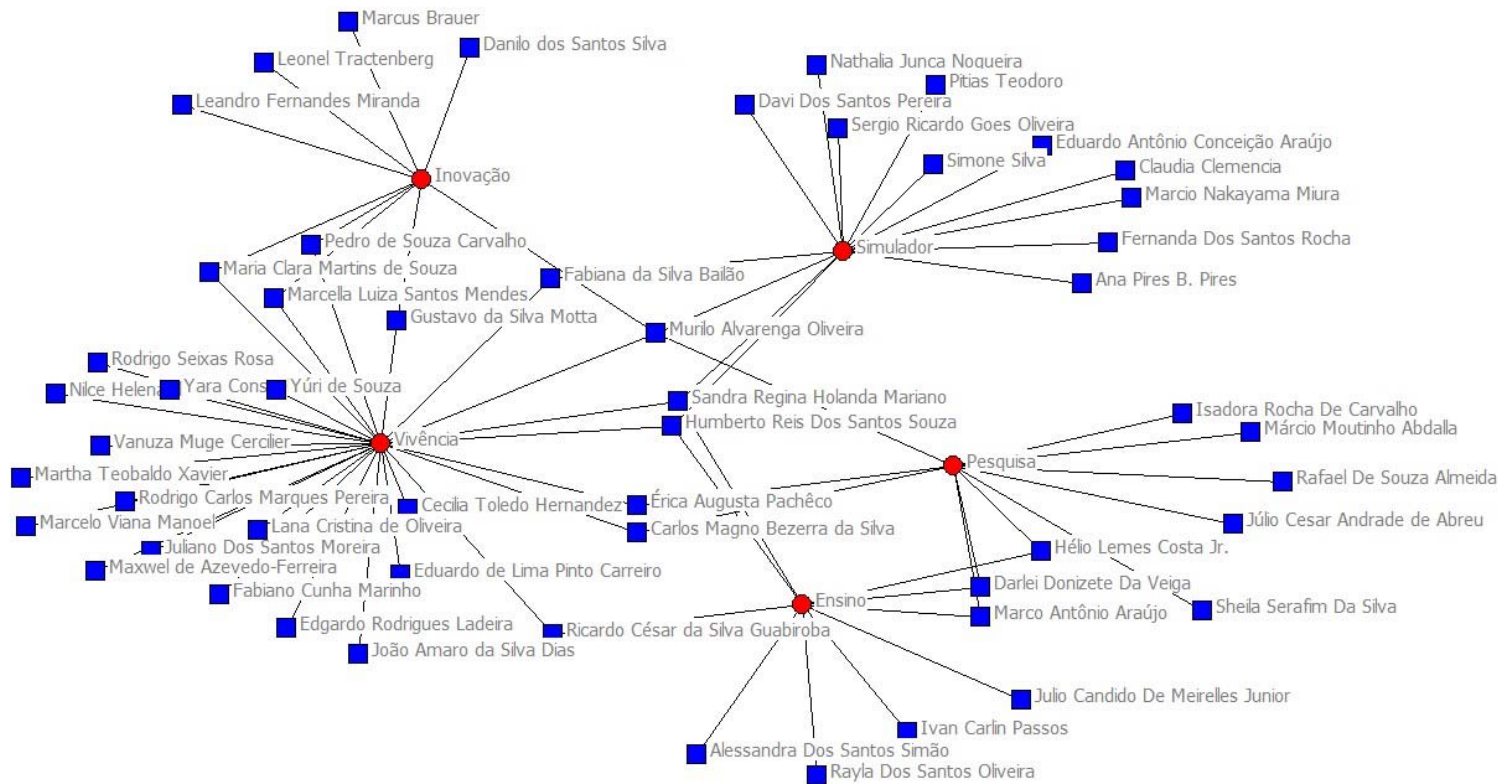 Marcus Brauer
Danilo dos Santos Silva
Leonel Tractenberg
Leandro Fernandes Miranda
Inovação
Nathalia Junca Nogueira
Pitias Teodoro
Davi Dos Santos Pereira
Sergio Ricardo Goes Oliveira
Eduardo Antônio Conceição Araújo
Simone Silva
Claudia Clemencia
Marcio Nakayama Miura
Fernanda Dos Santos Rocha
Simulador
Ana Pires B. Pires
Pedro de Souza Carvalho
Maria Clara Martins de Souza
Fabiana da Silva Bailão
Marcella Luiza Santos Mendes
Gustavo da Silva Motta
Murilo Alvarenga Oliveira
Rodrigo Seixas Rosa
Nilce Helena
Yara Cons
Yúri de Souza
Sandra Regina Holanda Mariano
Humberto Reis Dos Santos Souza
Isadora Rocha De Carvalho
Márcio Moutinho Abdalla
Vanuza Muge Cercilier
Vivência
Pesquisa
Martha Teobaldo Xavier
Rafael De Souza Almeida
Rodrigo Carlos Marques Pereira
Cecilia Toledo Hernandez
Érica Augusta Pachêco
Marcelo Viana Manoel
Lana Cristina de Oliveira
Carlos Magno Bezerra da Silva
Júlio Cesar Andrade de Abreu
Juliano Dos Santos Moreira
Hélio Lemes Costa Jr.
Maxwel de Azevedo-Ferreira
Eduardo de Lima Pinto Carreiro
Darlei Donizete Da Veiga
Fabiano Cunha Marinho
Ensino
Marco Antônio Araújo
Sheila Serafim Da Silva
Edgardo Rodrigues Ladeira
Ricardo César da Silva Guabiroba
João Amaro da Silva Dias
Julio Candido De Meirelles Junior
Ivan Carlin Passos
Alessandra Dos Santos Simão
Rayla Dos Santos Oliveira